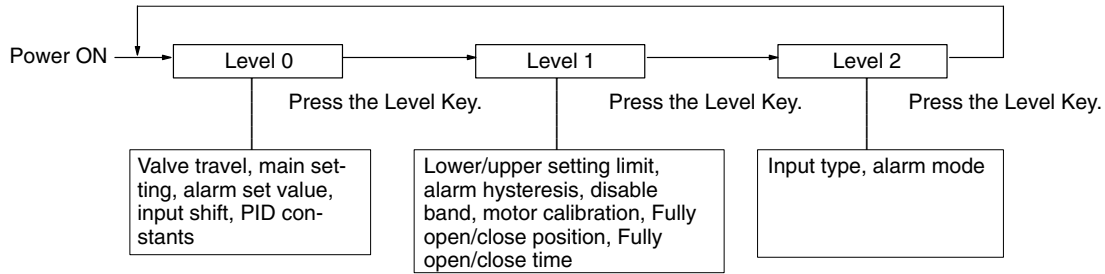 Power ON
Level 0
Level 1
Level 2
Press the Level Key.
Press the Level Key.
Press the Level Key.
Valve travel, main set-
ting, alarm set value,
input shift, PID con-
stants
Lower/upper setting limit,
alarm hysteresis, disable
band, motor calibration, Fully
open/close position, Fully
open/close time
Input type, alarm mode